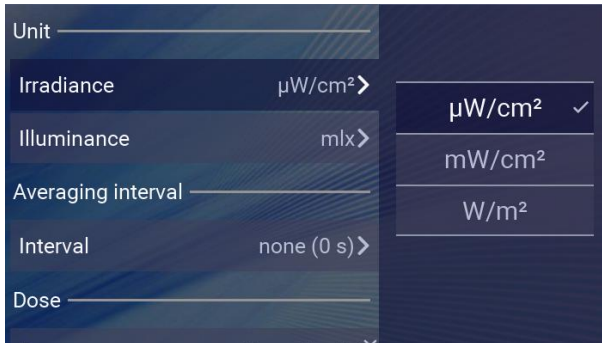 Unit
Irradiance µW/cm²
Illuminance mlx
Averaging interval
Interval none (0 s)
Dose
µW/cm²
mW/cm²
W/m²